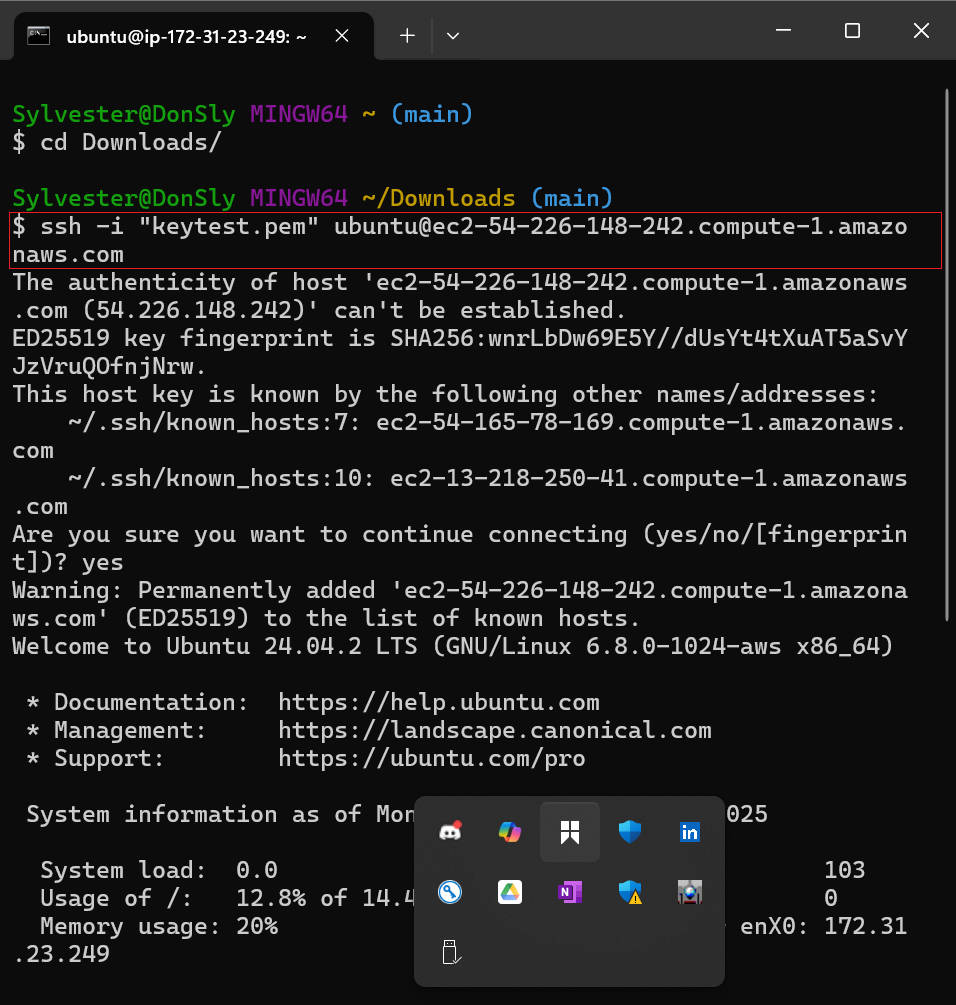 ubuntu@ip-172-31-23-249: ~
Sylvester@DonSly MINGW64 ~ (main)
$ cd Downloads/
Sylvester@DonSly MINGW64 ~/Downloads (main)
$ ssh -i "keytest.pem" ubuntu@ec2-54-226-148-242.compute-1.amazo
naws.com
The authenticity of host 'ec2-54-226-148-242.compute-1.amazonaws
.com (54.226.148.242)' can't be established.
ED25519 key fingerprint is SHA256:wnrLbDw69E5Y//dUsYt4tXuAT5aSvY
JzVruQOfnjNrw.
This host key is known by the following other names/addresses:
    ~/.ssh/known_hosts:7: ec2-54-165-78-169.compute-1.amazonaws.
com
    ~/.ssh/known_hosts:10: ec2-13-218-250-41.compute-1.amazonaws
.com
Are you sure you want to continue connecting (yes/no/[fingerprin
t])? yes
Warning: Permanently added 'ec2-54-226-148-242.compute-1.amazona
ws.com' (ED25519) to the list of known hosts.
Welcome to Ubuntu 24.04.2 LTS (GNU/Linux 6.8.0-1024-aws x86_64)
 * Documentation:  https://help.ubuntu.com
 * Management:     https://landscape.canonical.com
 * Support:        https://ubuntu.com/pro
 System information as of Mon 025
  System load:  0.0 103
  Usage of /:   12.8% of 14.4 0
  Memory usage: 20% enX0: 172.31
.23.249
in
N